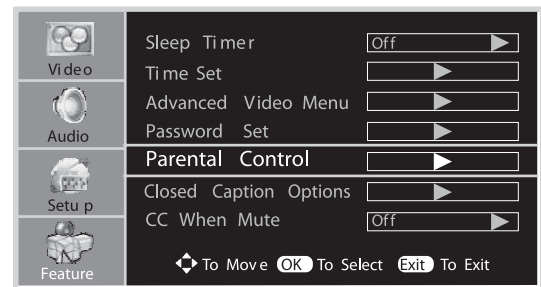 Video
Audio
Setup
Feature
Sleep Timer Off
Time Set
Advanced Video Menu
Password Set
Parental Control
Closed Caption Options
CC When Mute Off
To Move OK To Select Exit To Exit